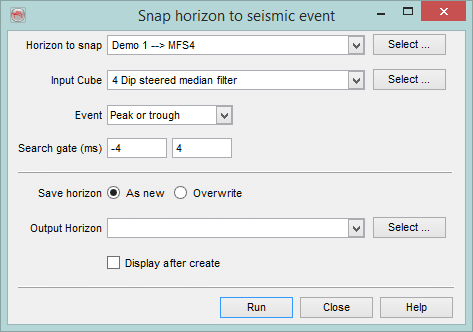 Snap horizon to seismic event
Horizon to snap Demo 1 --> MFS4 Select ...
Input Cube 4 Dip steered median filter Select ...
Event Peak or trough
Search gate (ms) -4 4
Save horizon As new Overwrite
Output Horizon Select ...
Display after create
Run Close Help